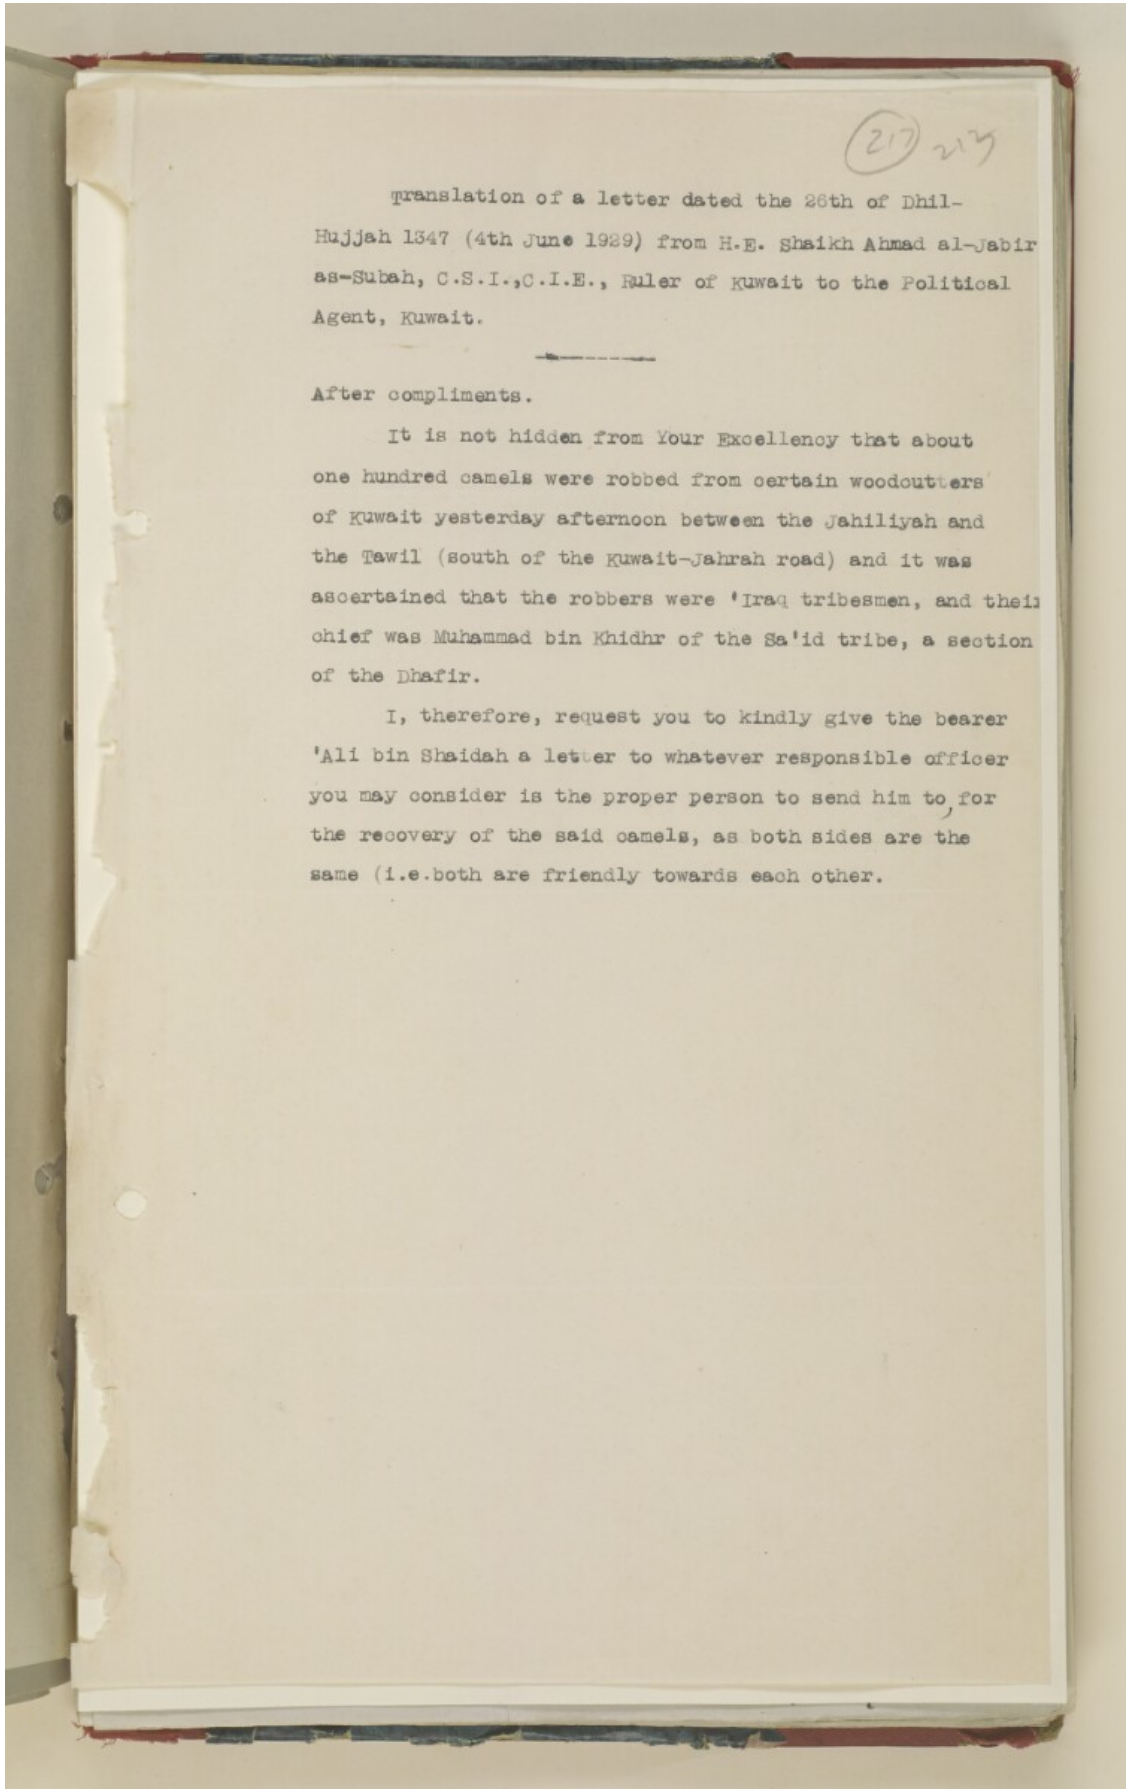 217 219
Translation of a letter dated the 26th of Dhil-
Hujjah 1347 (4th June 1929) from H.E. Shaikh Ahmad al-Jabir
as-Subah, C.S.I.,C.I.E., Ruler of Kuwait to the Political
Agent, Kuwait.
After compliments.
It is not hidden from Your Excellency that about
one hundred camels were robbed from certain woodcutters
of Kuwait yesterday afternoon between the Jahiliyah and
the Tawil (south of the Kuwait-Jahrah road) and it was
ascertained that the robbers were 'Iraq tribesmen, and their
chief was Muhammad bin Khidhr of the Sa'id tribe, a section
of the Dhafir.
I, therefore, request you to kindly give the bearer
'Ali bin Shaidah a letter to whatever responsible officer
you may consider is the proper person to send him to, for
the recovery of the said camels, as both sides are the
same (i.e.both are friendly towards each other.